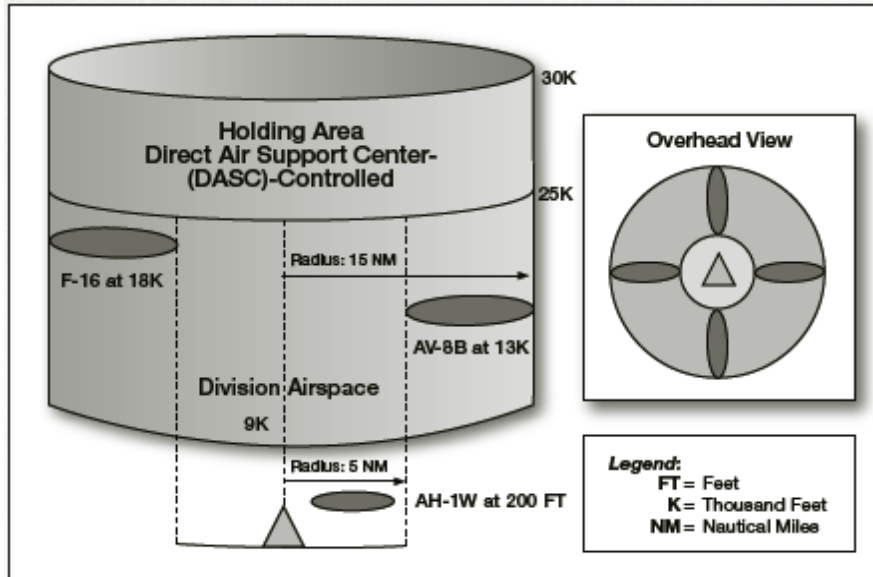 30K
Holding Area
Direct Air Support Center-
(DASC)-Controlled
25K
F-16 at 18K
Radius: 15 NM
AV-8B at 13K
Division Airspace
9K
Radius: 5 NM
AH-1W at 200 FT
Overhead View
Legend:
FT = Feet
K = Thousand Feet
NM = Nautical Miles